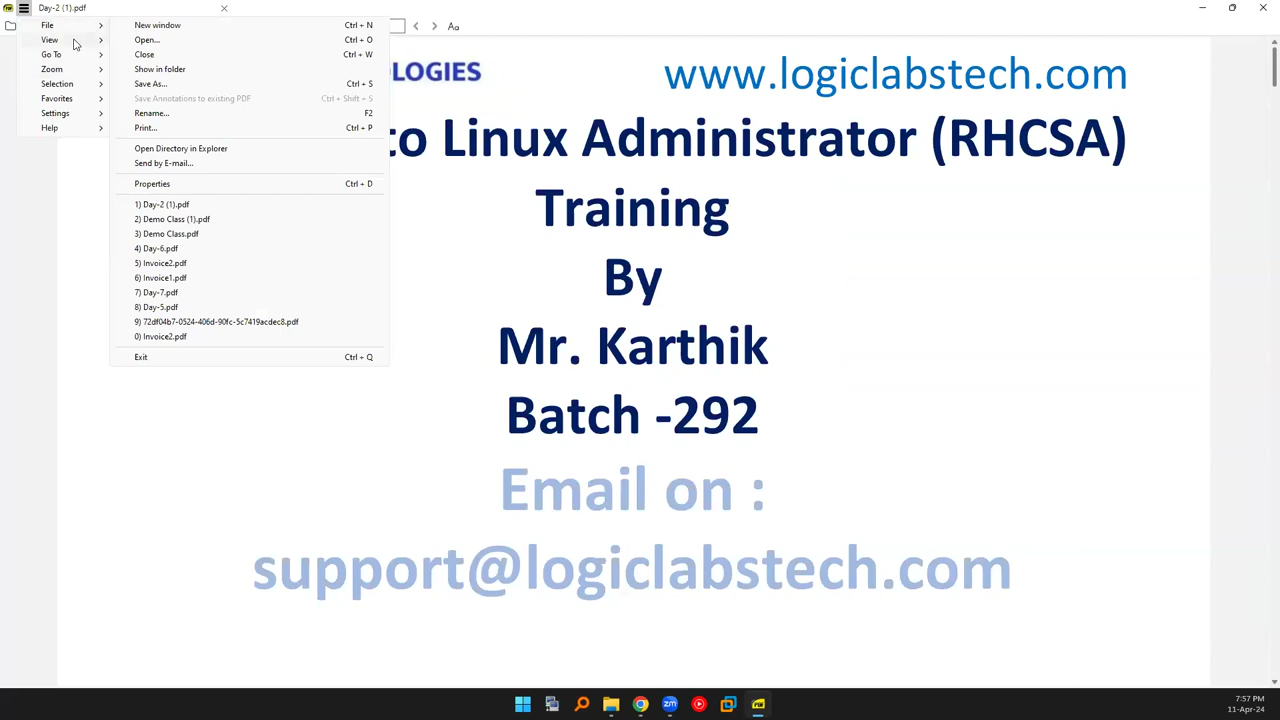 Day-2 (1).pdf
File
View
Go To
Zoom
Selection
Favorites
Settings
Help
New window Ctrl + N
Open... Ctrl + O
Close Ctrl + W
Show in folder
Save As... Ctrl + S
Save Annotations to existing PDF Ctrl + Shift + S
Rename... F2
Print... Ctrl + P
Open Directory in Explorer
Send by E-mail...
Properties Ctrl + D
1) Day-2 (1).pdf
2) Demo Class (1).pdf
3) Demo Class.pdf
4) Day-6.pdf
5) Invoice2.pdf
6) Invoice1.pdf
7) Day-7.pdf
8) Day-5.pdf
9) 72df04b7-0524-406d-90fc-5c7419acdec8.pdf
0) Invoice2.pdf
Exit Ctrl + Q
Aa
LOGIES
www.logiclabstech.com
to Linux Administrator (RHCSA)
Training
By
Mr. Karthik
Batch -292
Email on :
support@logiclabstech.com
zm
7:57 PM
11-Apr-24